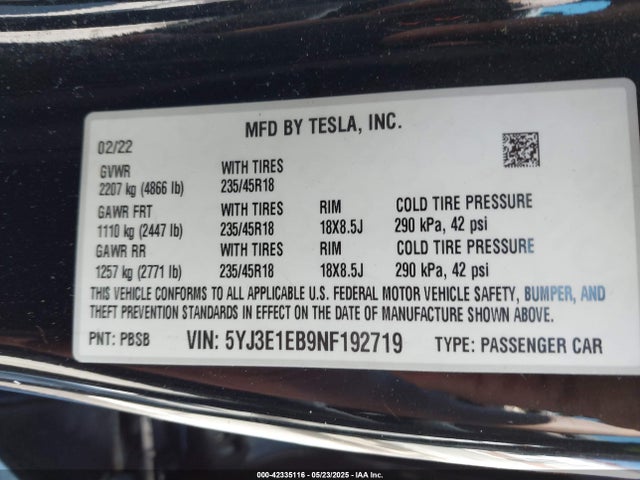 MFD BY TESLA, INC.
02/22
GVWR WITH TIRES
2207 kg (4866 lb) 235/45R18
GAWR FRT WITH TIRES RIM COLD TIRE PRESSURE
1110 kg (2447 lb) 235/45R18 18X8.5J 290 kPa, 42 psi
GAWR RR WITH TIRES RIM COLD TIRE PRESSURE
1257 kg (2771 lb) 235/45R18 18X8.5J 290 kPa, 42 psi
THIS VEHICLE CONFORMS TO ALL APPLICABLE U.S. FEDERAL MOTOR VEHICLE SAFETY, BUMPER, AND
THEFT PREVENTION STANDARDS IN EFFECT ON THE DATE OF MANUFACTURE SHOWN ABOVE.
PNT: PBSB VIN: 5YJ3E1EB9NF192719 TYPE: PASSENGER CAR
000-42335116 - 05/23/2025 - IAA Inc.